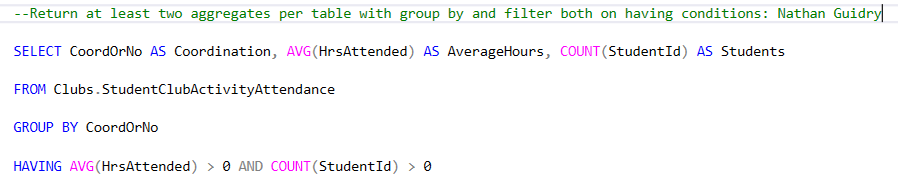 --Return at least two aggregates per table with group by and filter both on having conditions: Nathan Guidry
SELECT CoordOrNo AS Coordination, AVG(HrsAttended) AS AverageHours, COUNT(StudentId) AS Students
FROM Clubs.StudentClubActivityAttendance
GROUP BY CoordOrNo
HAVING AVG(HrsAttended) > 0 AND COUNT(StudentId) > 0